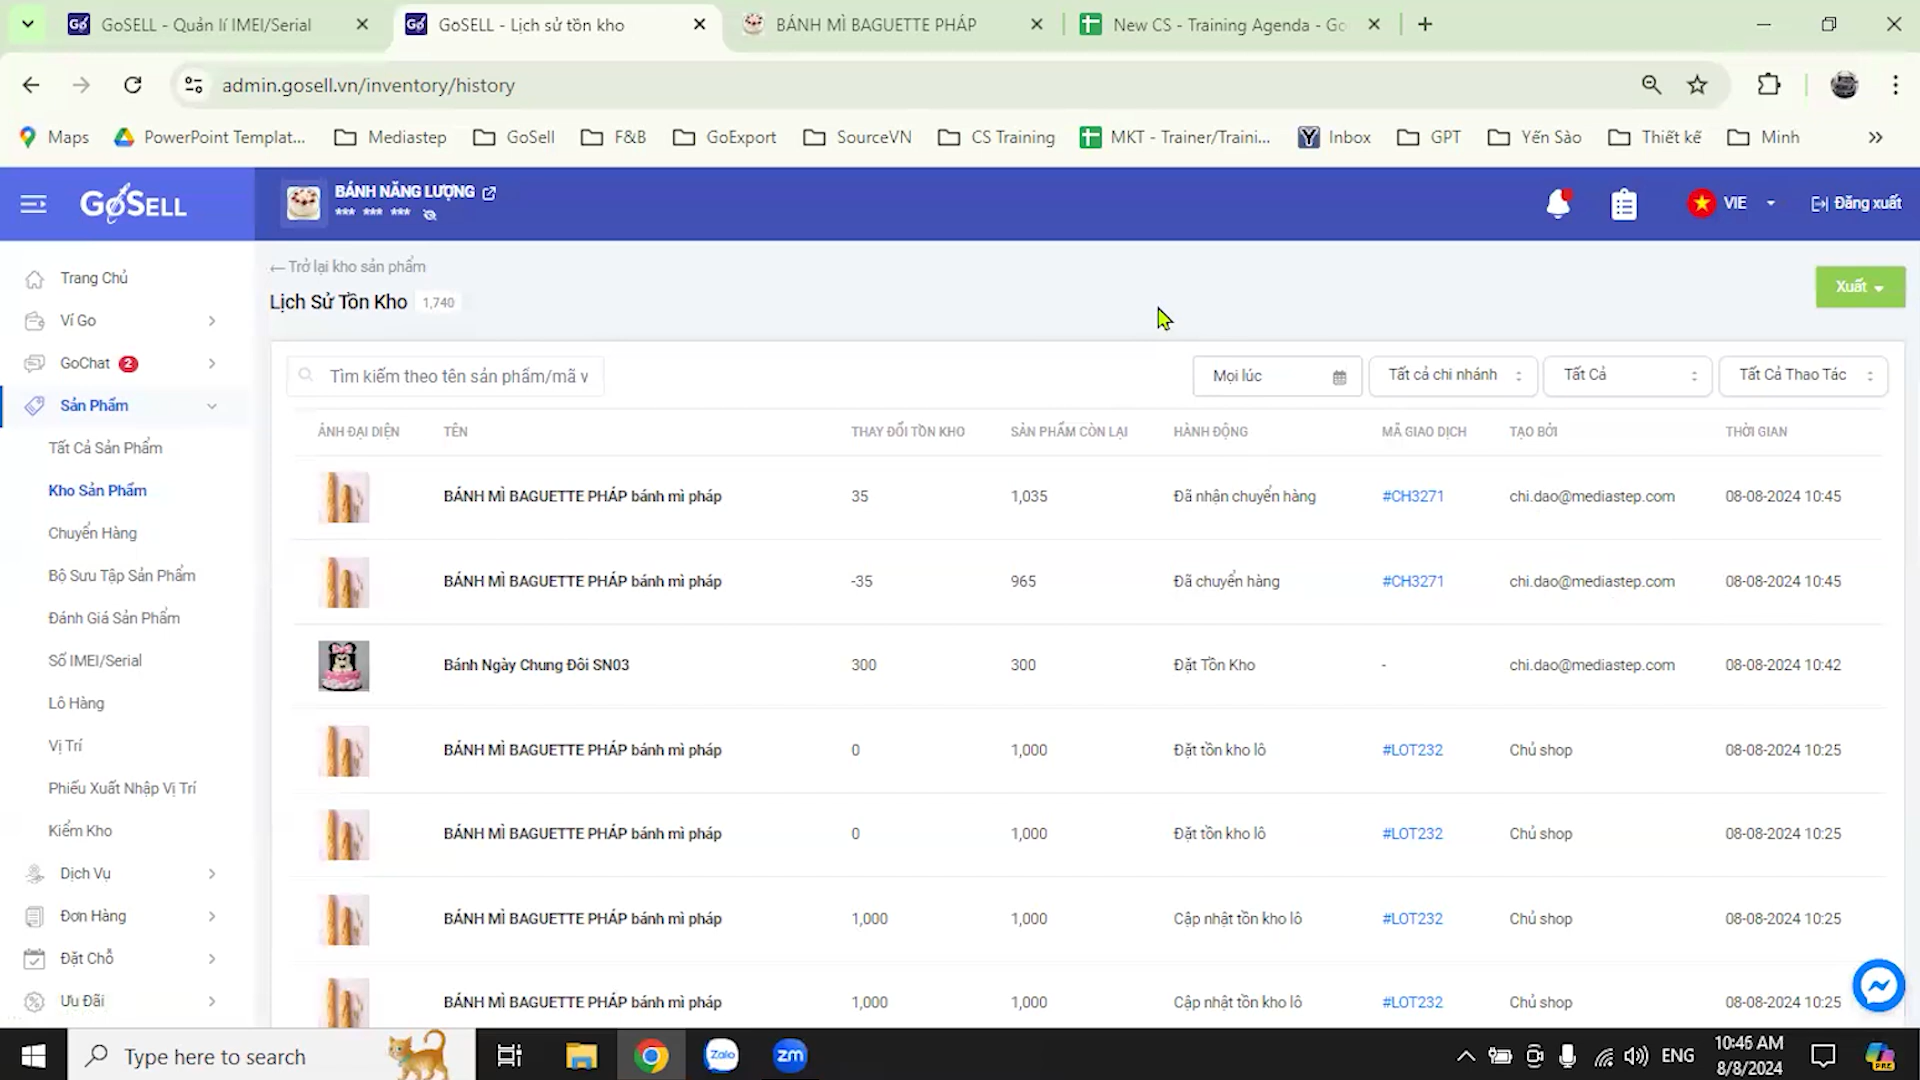 GoSELL - Quản lí IMEI/Serial
GoSELL - Lịch sử tồn kho
BÁNH MÌ BAGUETTE PHÁP
New CS - Training Agenda - Go
admin.gosell.vn/inventory/history
Maps
PowerPoint Templat...
Mediastep
GoSell
F&B
GoExport
SourceVN
CS Training
MKT - Trainer/Traini...
Inbox
GPT
Yến Sào
Thiết kế
Minh
GoSELL
BÁNH NĂNG LƯỢNG
*** *** ***
VIE
Đăng xuất
Trang Chủ
Ví Go
GoChat 2
Sản Phẩm
Tất Cả Sản Phẩm
Kho Sản Phẩm
Chuyển Hàng
Bộ Sưu Tập Sản Phẩm
Đánh Giá Sản Phẩm
Số IMEI/Serial
Lô Hàng
Vị Trí
Phiếu Xuất Nhập Vị Trí
Kiểm Kho
Dịch Vụ
Đơn Hàng
Đặt Chỗ
Ưu Đãi
←Trở lại kho sản phẩm
Lịch Sử Tồn Kho 1,740
Xuất
Tìm kiếm theo tên sản phẩm/mã v
Mọi lúc
Tất cả chi nhánh
Tất Cả
Tất Cả Thao Tác
ẢNH ĐẠI DIỆN TÊN THAY ĐỔI TỒN KHO SẢN PHẨM CÒN LẠI HÀNH ĐỘNG MÃ GIAO DỊCH TẠO BỞI THỜI GIAN
BÁNH MÌ BAGUETTE PHÁP bánh mì pháp 35 1,035 Đã nhận chuyển hàng #CH3271 chi.dao@mediastep.com 08-08-2024 10:45
BÁNH MÌ BAGUETTE PHÁP bánh mì pháp -35 965 Đã chuyển hàng #CH3271 chi.dao@mediastep.com 08-08-2024 10:45
Bánh Ngày Chung Đôi SN03 300 300 Đặt Tồn Kho - chi.dao@mediastep.com 08-08-2024 10:42
BÁNH MÌ BAGUETTE PHÁP bánh mì pháp 0 1,000 Đặt tồn kho lô #LOT232 Chủ shop 08-08-2024 10:25
BÁNH MÌ BAGUETTE PHÁP bánh mì pháp 0 1,000 Đặt tồn kho lô #LOT232 Chủ shop 08-08-2024 10:25
BÁNH MÌ BAGUETTE PHÁP bánh mì pháp 1,000 1,000 Cập nhật tồn kho lô #LOT232 Chủ shop 08-08-2024 10:25
BÁNH MÌ BAGUETTE PHÁP bánh mì pháp 1,000 1,000 Cập nhật tồn kho lô #LOT232 Chủ shop 08-08-2024 10:25
Type here to search
Zalo
zm
ENG
10:46 AM
8/8/2024
PRE